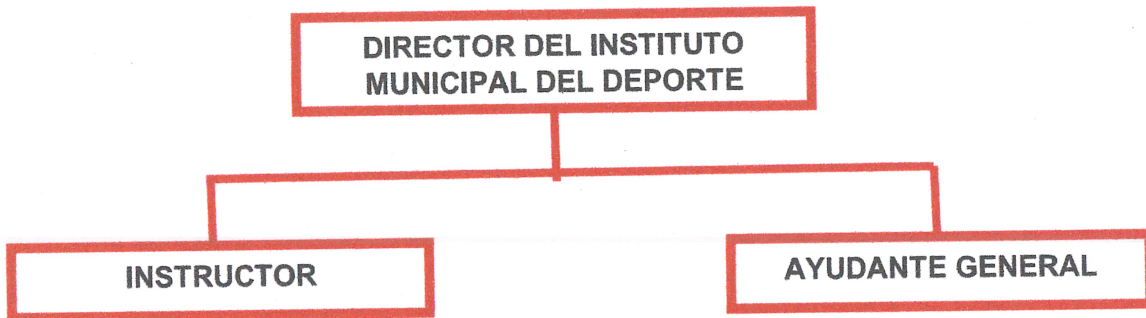 DIRECTOR DEL INSTITUTO
MUNICIPAL DEL DEPORTE
INSTRUCTOR
AYUDANTE GENERAL